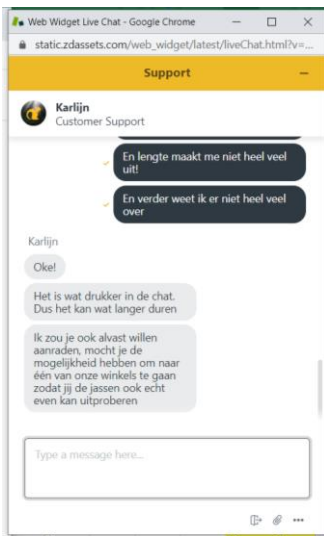 Web Widget Live Chat - Google Chrome
static.zdassets.com/web_widget/latest/liveChat.html?v=...
Support
Karlijn
Customer Support
En lengte maakt me niet heel veel
uit!
En verder weet ik er niet heel veel
over
Karlijn
Oke!
Het is wat drukker in de chat.
Dus het kan wat langer duren
Ik zou je ook alvast willen
aanraden, mocht je de
mogelijkheid hebben om naar
één van onze winkels te gaan
zodat jij de jassen ook echt
even kan uitproberen
Type a message here...